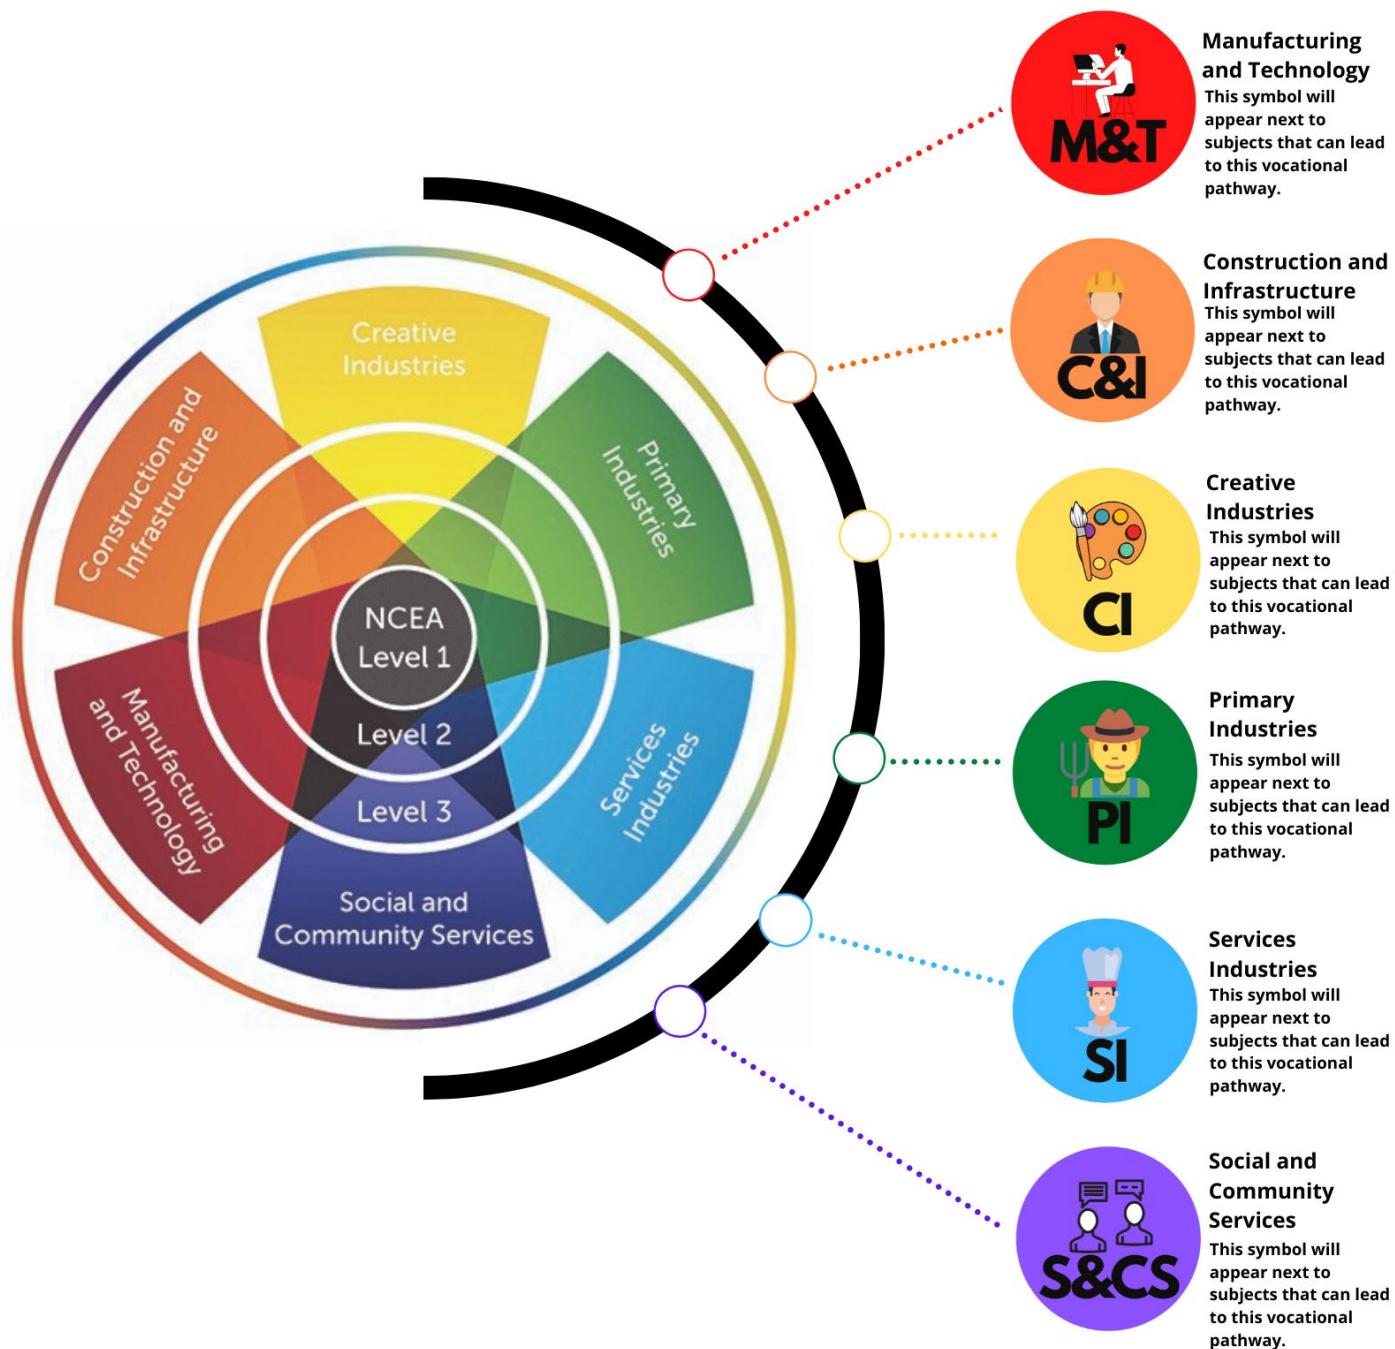 Creative
Industries
Primary
Industries
Services
Industries
Social and
Community Services
Manufacturing
and Technology
Construction and
Infrastructure
NCEA
Level 1
Level 2
Level 3
M&T
Manufacturing
and Technology
This symbol will
appear next to
subjects that can lead
to this vocational
pathway.
C&I
Construction and
Infrastructure
This symbol will
appear next to
subjects that can lead
to this vocational
pathway.
CI
Creative
Industries
This symbol will
appear next to
subjects that can lead
to this vocational
pathway.
PI
Primary
Industries
This symbol will
appear next to
subjects that can lead
to this vocational
pathway.
SI
Services
Industries
This symbol will
appear next to
subjects that can lead
to this vocational
pathway.
S&CS
Social and
Community
Services
This symbol will
appear next to
subjects that can lead
to this vocational
pathway.